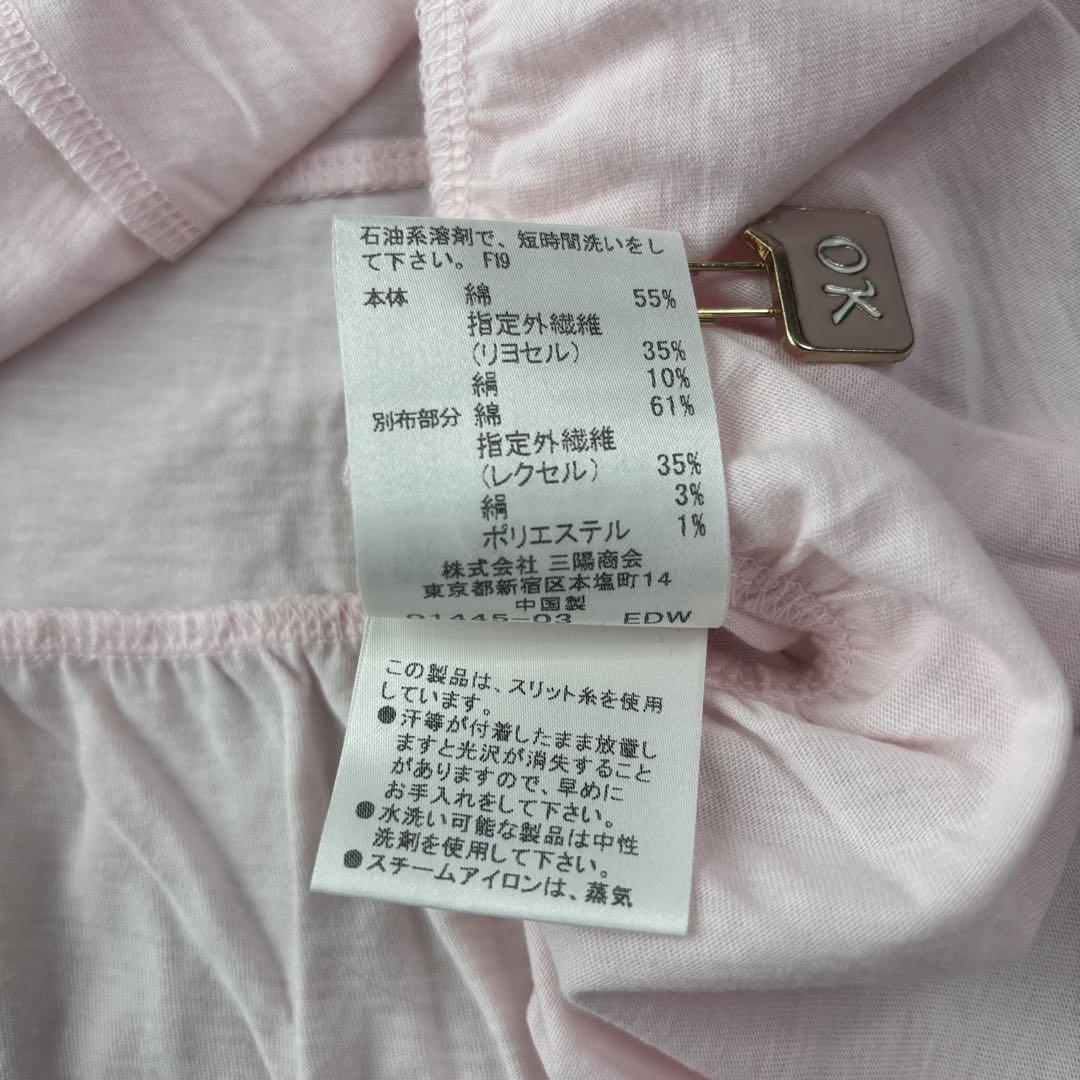 石油系溶剤で、短時間洗いをし
て下さい。 F19
本体 綿 55%
指定外繊維
(リヨセル) 35%
絹 10%
別布部分 綿 61%
指定外繊維
(レクセル) 35%
絹 3%
ポリエステル 1%
株式会社 三陽商会
東京都新宿区本塩町14
中国製
01445-03 EDW
この製品は、スリット糸を使用
しています。
●汗等が付着したまま放置し
ますと光沢が消失すること
がありますので、早めに
お手入れをして下さい。
●水洗い可能な製品は中性
洗剤を使用して下さい。
●スチームアイロンは、蒸気
OK